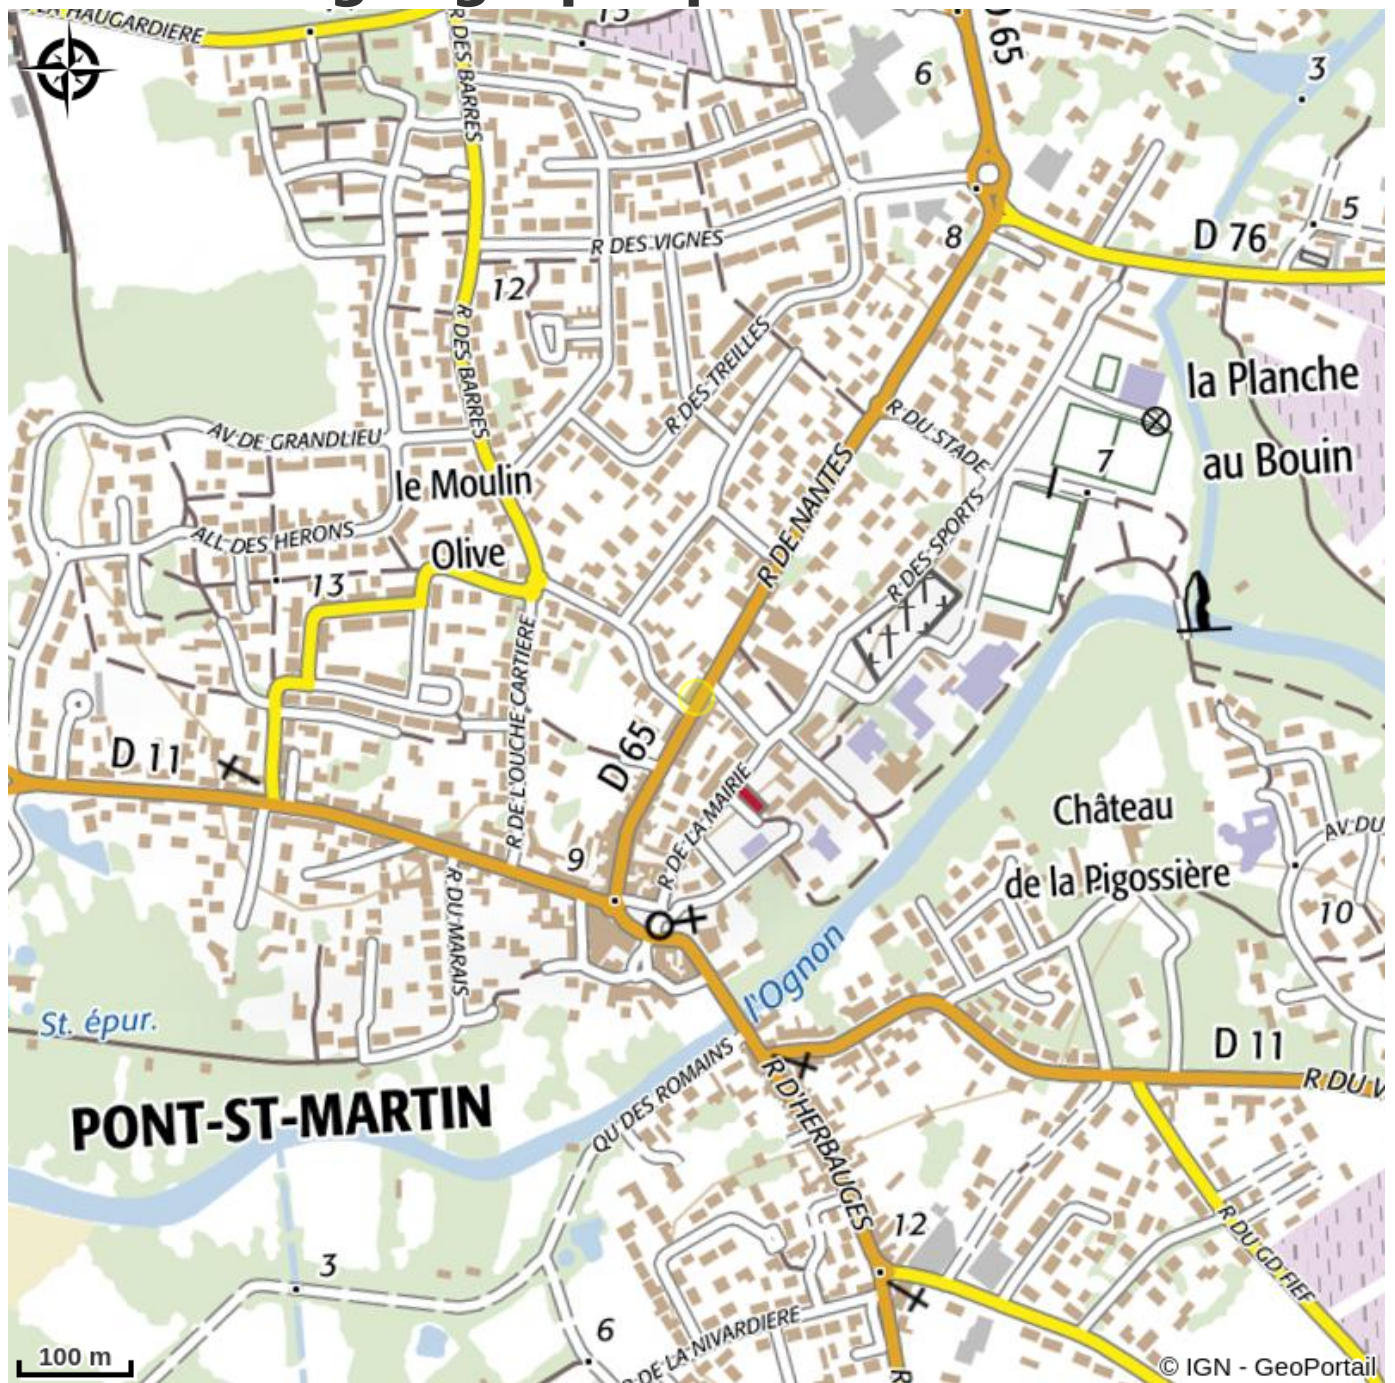 HAUGARDIERE
R DES BARRES
15
65
6
3
5
D 76
8
R DES VIGNES
12
R DES BARRES
R DES TREILLES
la Planche
au Bouin
R DU STADE
7
AV DE GRANDLIEU
le Moulin
R DE NANTES
R DES SPORTS
ALL DES HERONS
Olive
13
R DE L'OUCHE CARTIERE
D 65
D 11
R DE LA MAIRIE
Château
de la Pigossière
AV DU
9
R DU MARAIS
10
l'Ognon
St. épur.
D 11
R DU V
QU DES ROMAINS
R D'HERBAUGES
PONT-ST-MARTIN
12
R DU GD FIEF
3
6
DE LA NIVARDIERE
R
100 m
© IGN - GeoPortail